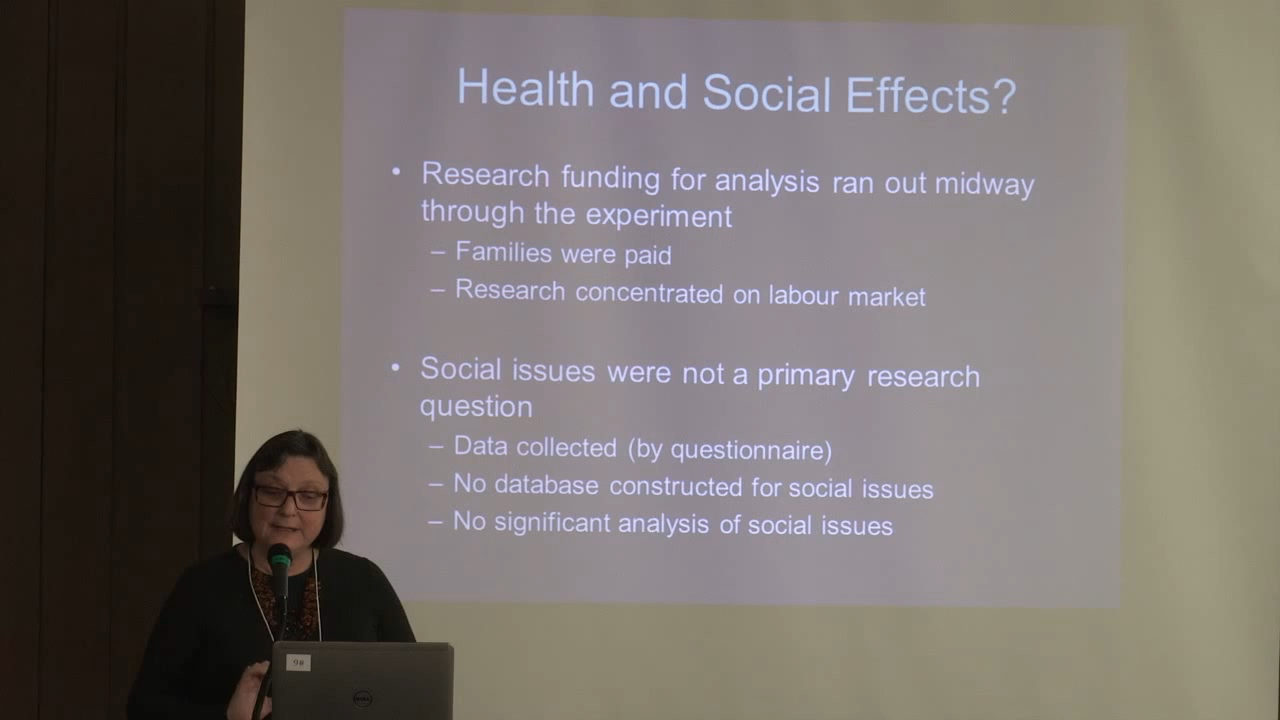 Health and Social Effects?
• Research funding for analysis ran out midway
through the experiment
– Families were paid
– Research concentrated on labour market
• Social issues were not a primary research
question
– Data collected (by questionnaire)
– No database constructed for social issues
– No significant analysis of social issues
DELL